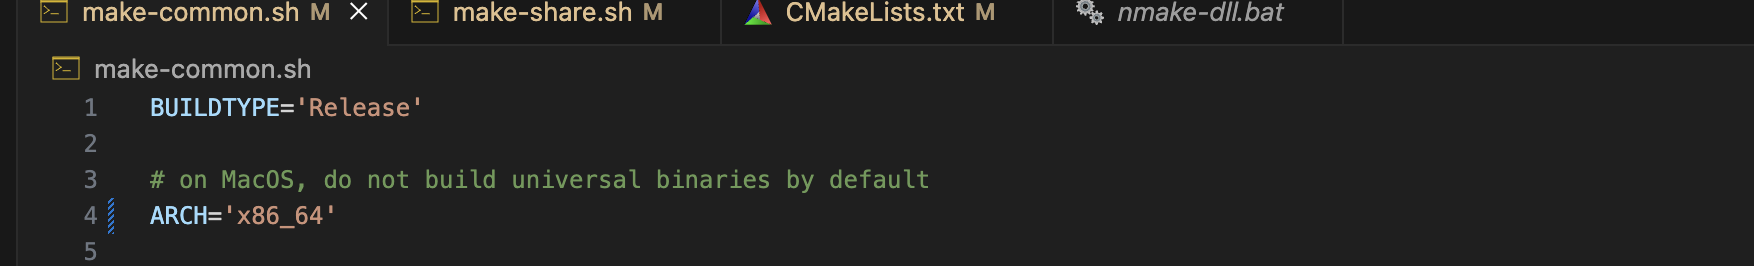 make-common.sh M
make-share.sh M
CMakeLists.txt M
nmake-dll.bat
make-common.sh
1 BUILDTYPE='Release'
2
3 # on MacOS, do not build universal binaries by default
4 ARCH='x86_64'
5